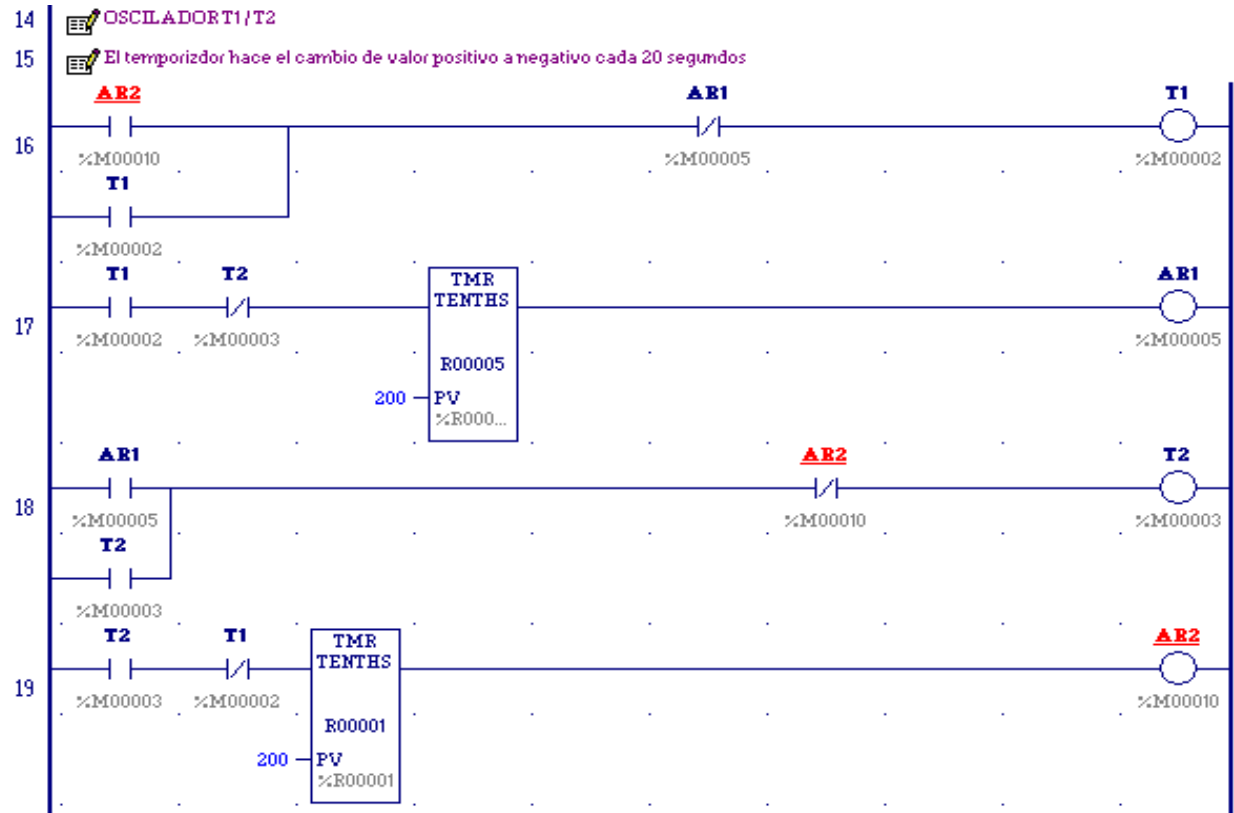 14 OSCILADOR T1/T2
15 El temporizdor hace el cambio de valor positivo a negativo cada 20 segundos
AR2 AR1 T1
16
%M00010 %M00005 %M00002
T1
%M00002
T1 T2 TMR TENTHS AR1
17
%M00002 %M00003 %M00005
R00005
200 PV
%R000...
AR1 AR2 T2
18
%M00005 %M00010 %M00003
T2
%M00003
T2 T1 TMR TENTHS AR2
19
%M00003 %M00002 %M00010
R00001
200 PV
%R00001